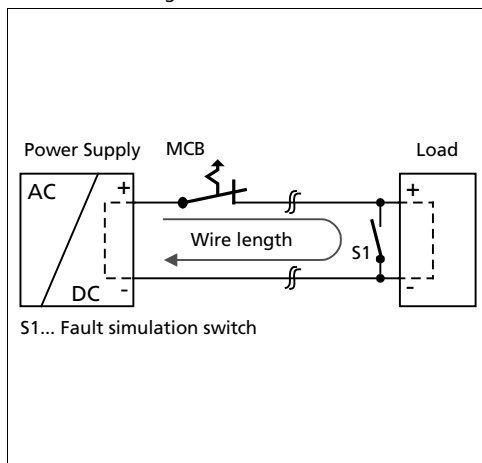 Power Supply MCB Load
AC + +
Wire length
S1
DC - -
S1... Fault simulation switch